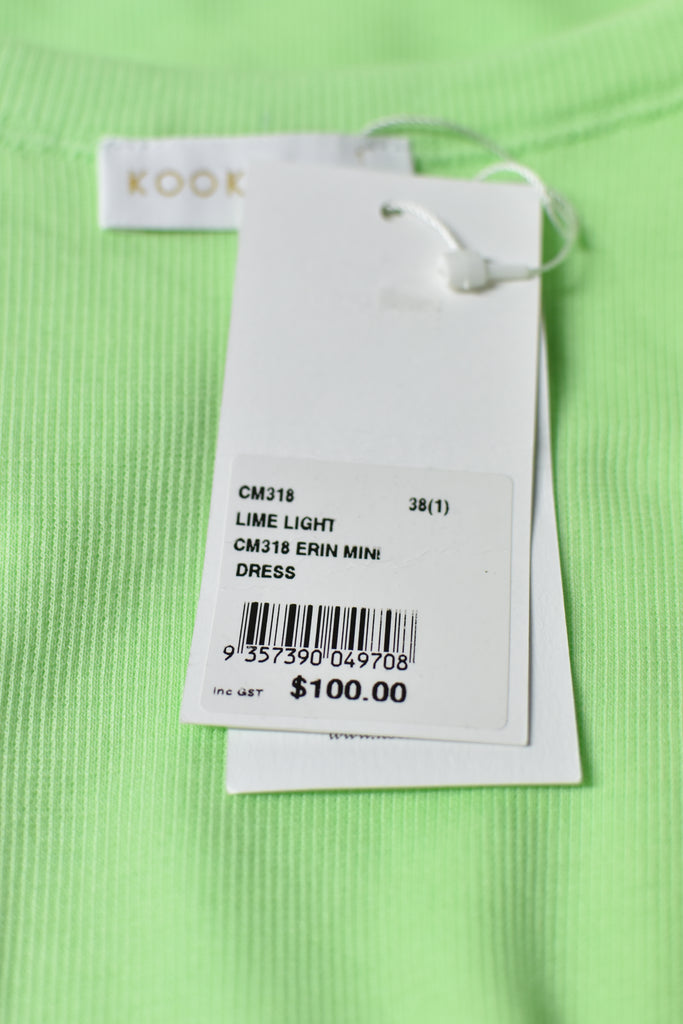 KOOK
CM318 38(1)
LIME LIGHT
CM318 ERIN MINI
DRESS
9 357390 049708
Inc GST $100.00